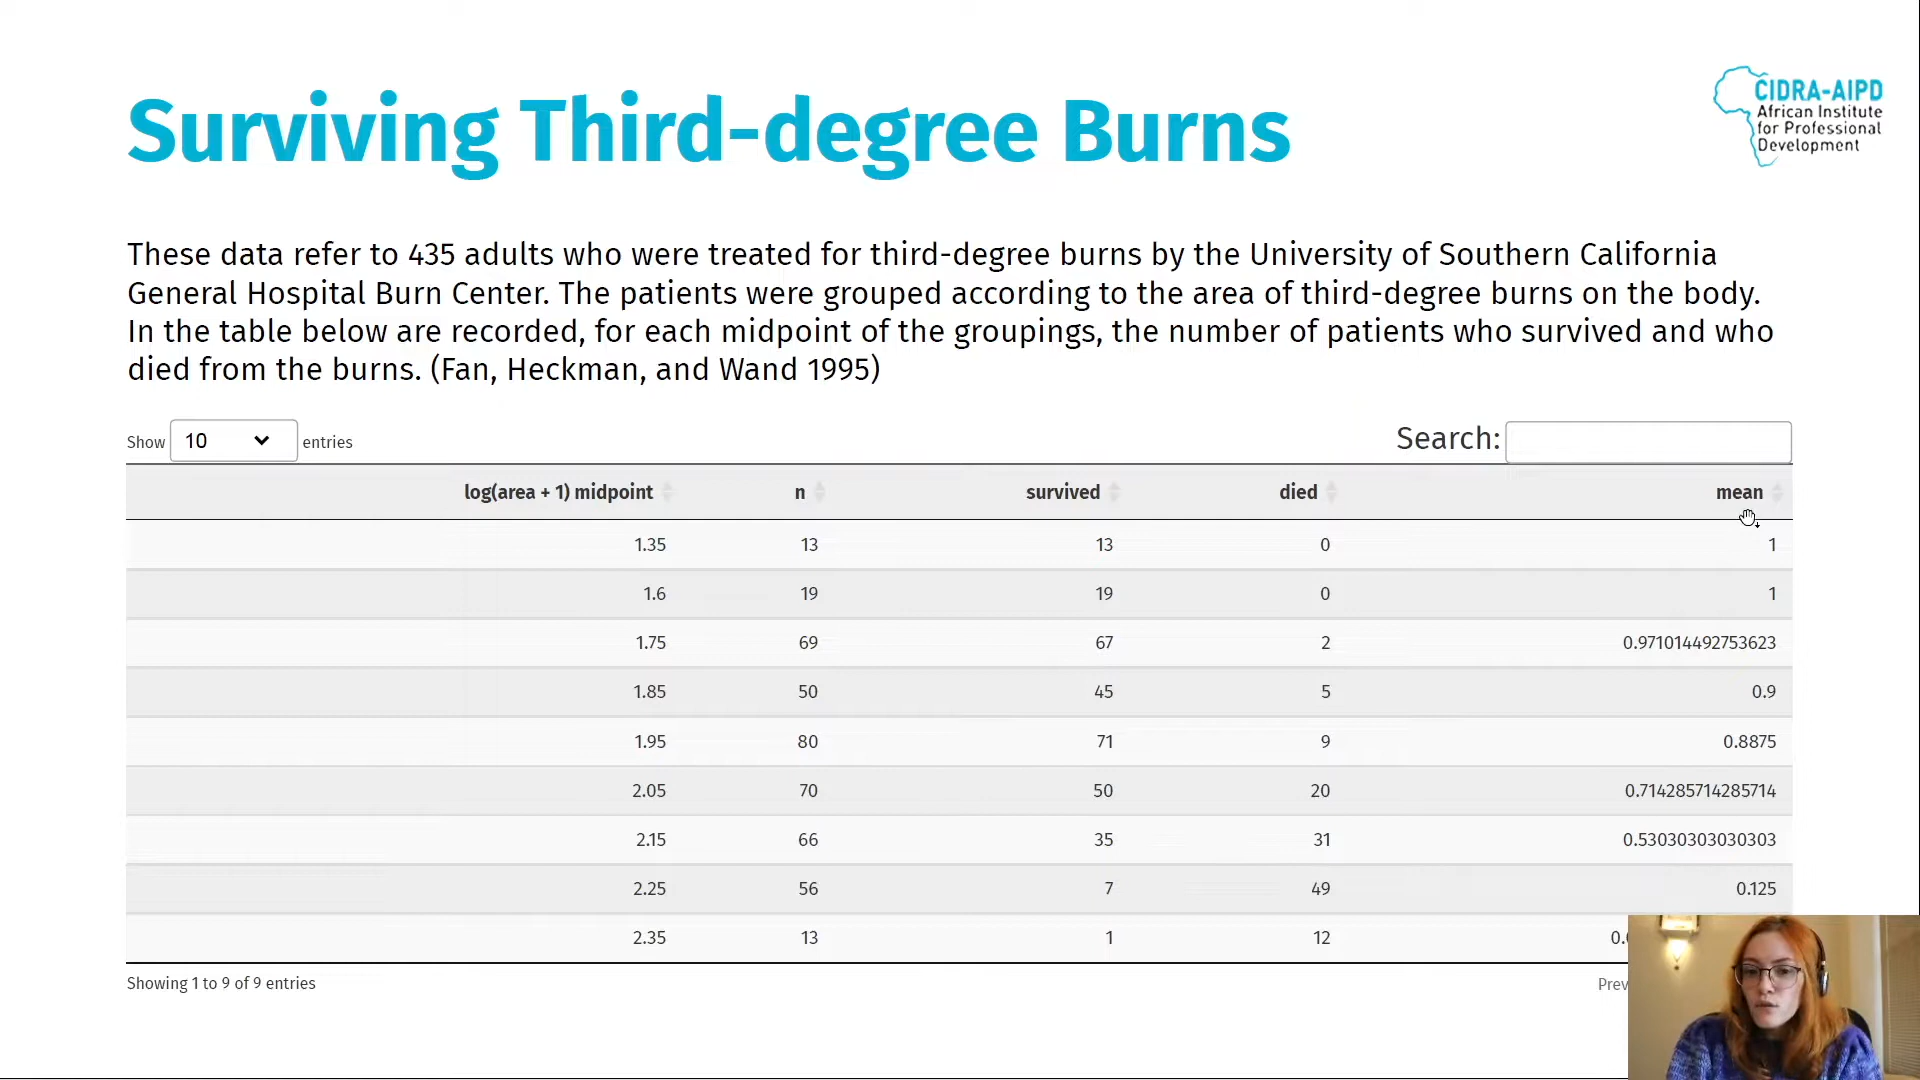 Surviving Third-degree Burns
CIDRA-AIPD
African Institute
for Professional
Development
These data refer to 435 adults who were treated for third-degree burns by the University of Southern California
General Hospital Burn Center. The patients were grouped according to the area of third-degree burns on the body.
In the table below are recorded, for each midpoint of the groupings, the number of patients who survived and who
died from the burns. (Fan, Heckman, and Wand 1995)
Show 10 entries Search:
log(area + 1) midpoint n survived died mean
1.35 13 13 0 1
1.6 19 19 0 1
1.75 69 67 2 0.971014492753623
1.85 50 45 5 0.9
1.95 80 71 9 0.8875
2.05 70 50 20 0.714285714285714
2.15 66 35 31 0.53030303030303
2.25 56 7 49 0.125
2.35 13 1 12
Showing 1 to 9 of 9 entries